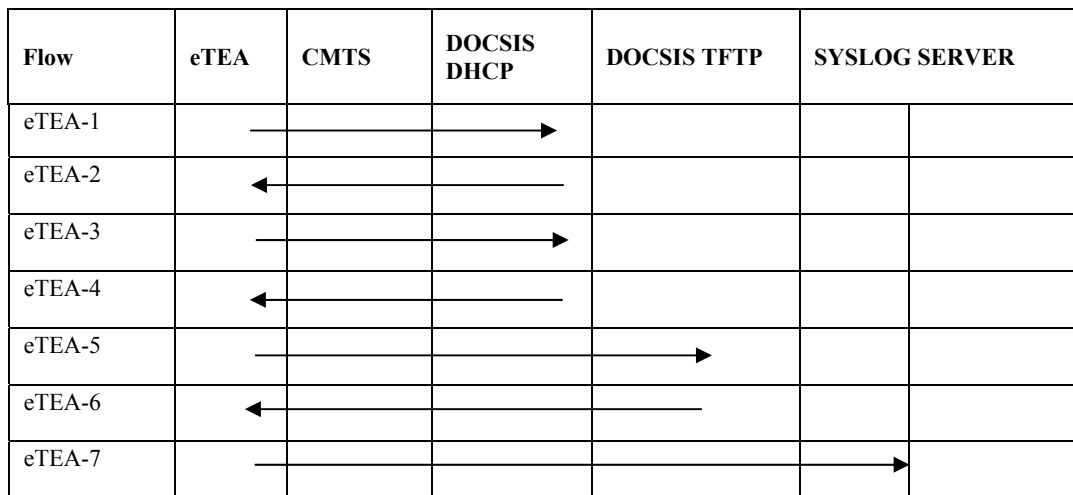 Flow eTEA CMTS DOCSIS DHCP DOCSIS TFTP SYSLOG SERVER
eTEA-1
eTEA-2
eTEA-3
eTEA-4
eTEA-5
eTEA-6
eTEA-7